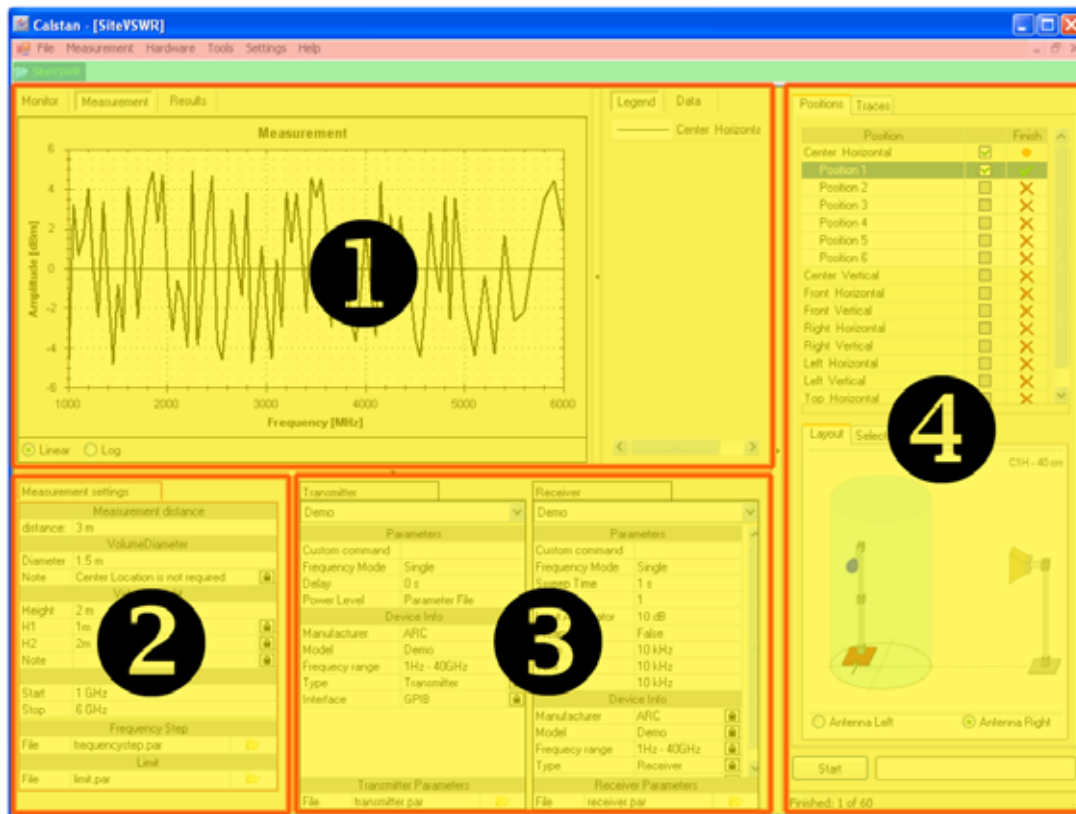 Calstan - [SiteVSWR]
File Measurement Hardware Tools Settings Help
SiteVSWR
Monitor Measurement Results
Measurement
Amplitude [dBm]
6
4
2
0
-2
-4
-6
1000 2000 3000 4000 5000 6000
Frequency [MHz]
Linear Log
1
Legend Data
Center Horizonta
Positions Traces
Position Finish
Center Horizontal
Position 1
Position 2
Position 3
Position 4
Position 5
Position 6
Center Vertical
Front Horizontal
Front Vertical
Right Horizontal
Right Vertical
Left Horizontal
Left Vertical
Top Horizontal
4
Layout
C1H - 40 cm
Antenna Left Antenna Right
Start
Finished: 1 of 60
Measurement settings
Measurement distance
distance: 3 m
VolumeDiameter
Diameter 1.5 m
Note Center Location is not required
Height 2 m
H1 1m
H2 2m
Note
Start 1 GHz
Stop 6 GHz
Frequency Step
File frequencystep.par
Limit
File limit.par
2
Transmitter
Demo
Parameters
Custom command
Frequency Mode Single
Delay 0 s
Power Level Parameter File
Device Info
Manufacturer ARC
Model Demo
Frequecy range 1Hz - 40GHz
Type Transmitter
Interface GPIB
Transmitter Parameters
File transmitter.par
3
Receiver
Demo
Parameters
Custom command
Frequency Mode Single
Sweep Time 1 s
1
10 dB
False
10 kHz
10 kHz
10 kHz
Device Info
Manufacturer ARC
Model Demo
Frequecy range 1Hz - 40GHz
Type Receiver
Receiver Parameters
File receiver.par